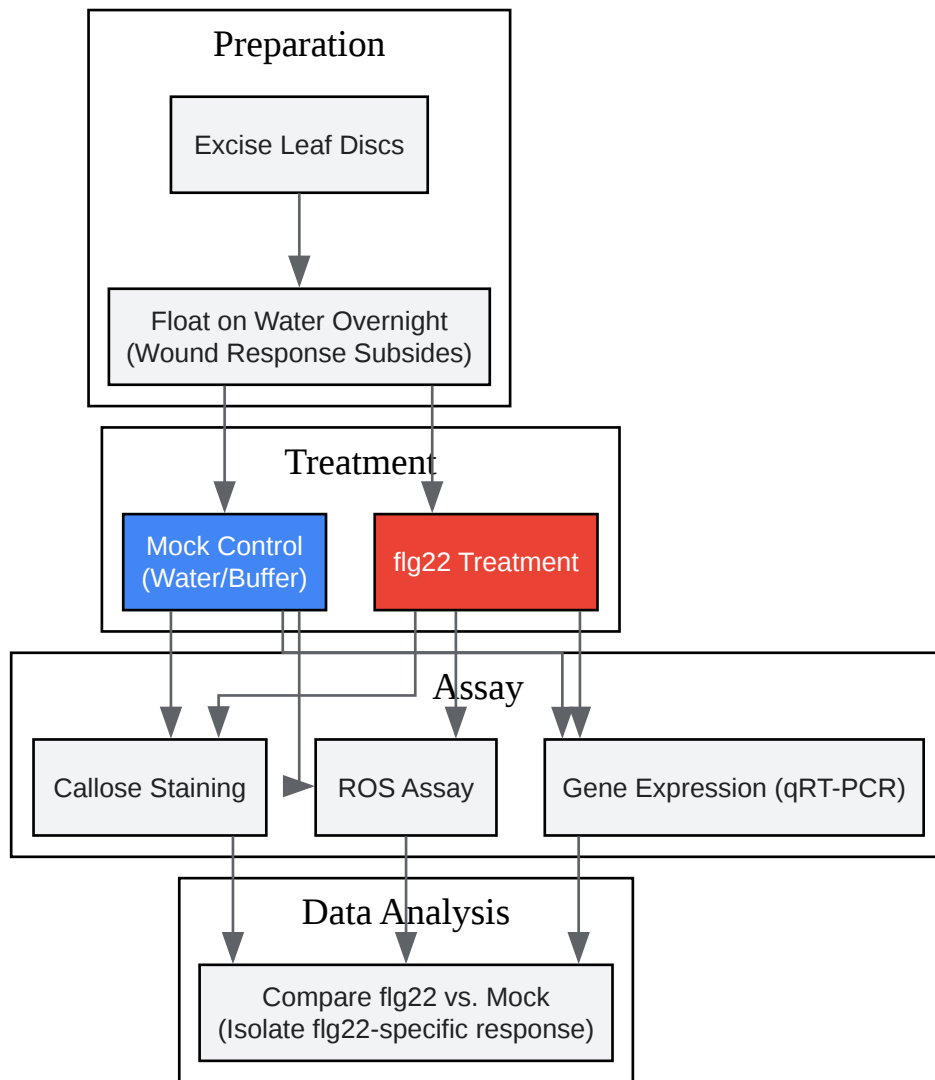 Preparation
Excise Leaf Discs
Float on Water Overnight
(Wound Response Subsides)
Treatment
Mock Control
(Water/Buffer)
flg22 Treatment
Assay
Callose Staining
ROS Assay
Gene Expression (qRT-PCR)
Data Analysis
Compare flg22 vs. Mock
(Isolate flg22-specific response)